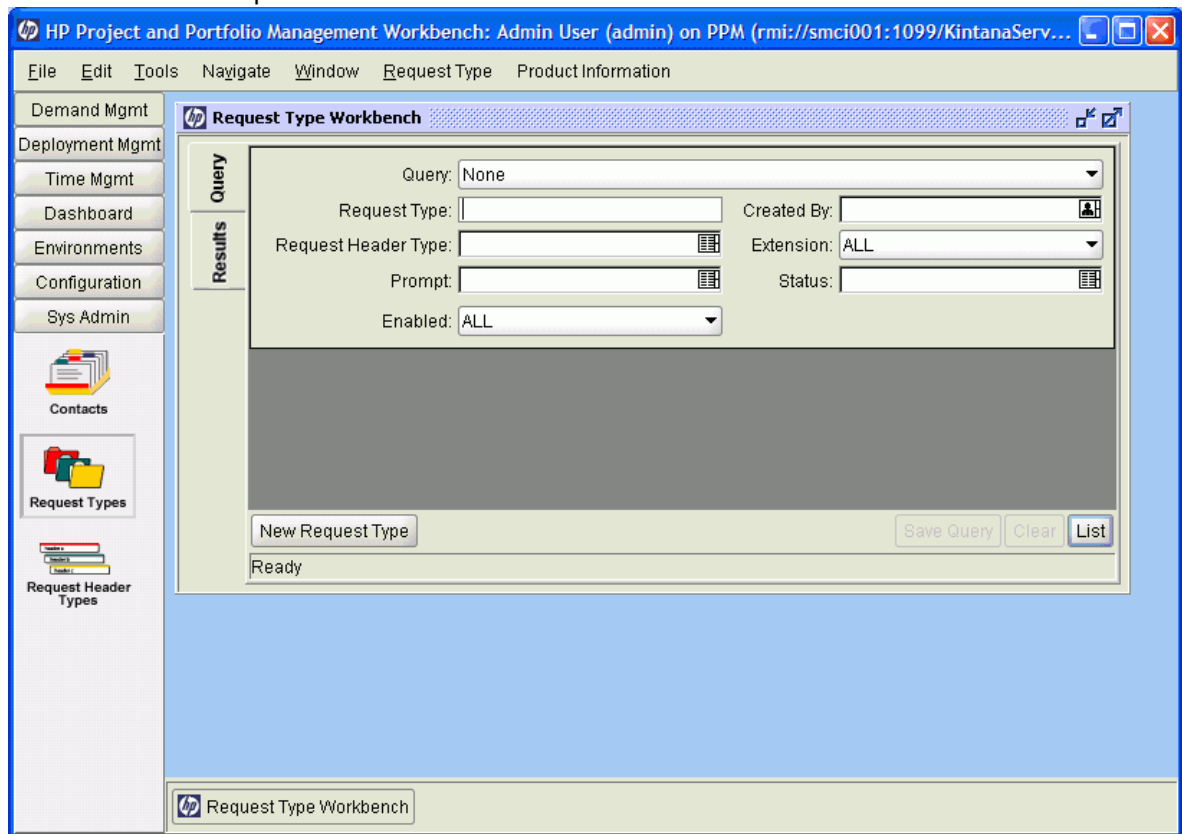 HP Project and Portfolio Management Workbench: Admin User (admin) on PPM (rmi://smci001:1099/KintanaServ...
File Edit Tools Navigate Window Request Type Product Information
Demand Mgmt
Deployment Mgmt
Time Mgmt
Dashboard
Environments
Configuration
Sys Admin
Contacts
Request Types
Request Header
Types
Request Type Workbench
Query
Results
Query: None
Request Type: Created By:
Request Header Type: Extension: ALL
Prompt: Status:
Enabled: ALL
New Request Type Save Query Clear List
Ready
Request Type Workbench